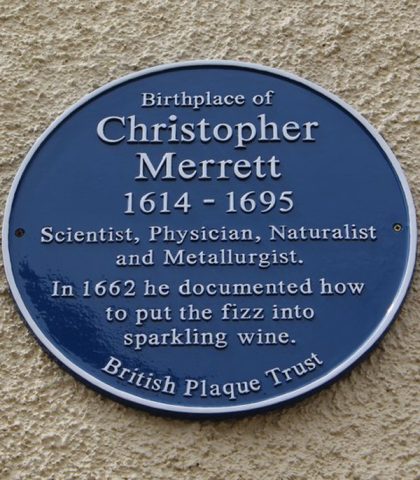 Birthplace of
Christopher
Merrett
1614 - 1695
Scientist, Physician, Naturalist
and Metallurgist.
In 1662 he documented how
to put the fizz into
sparkling wine.
British Plaque Trust